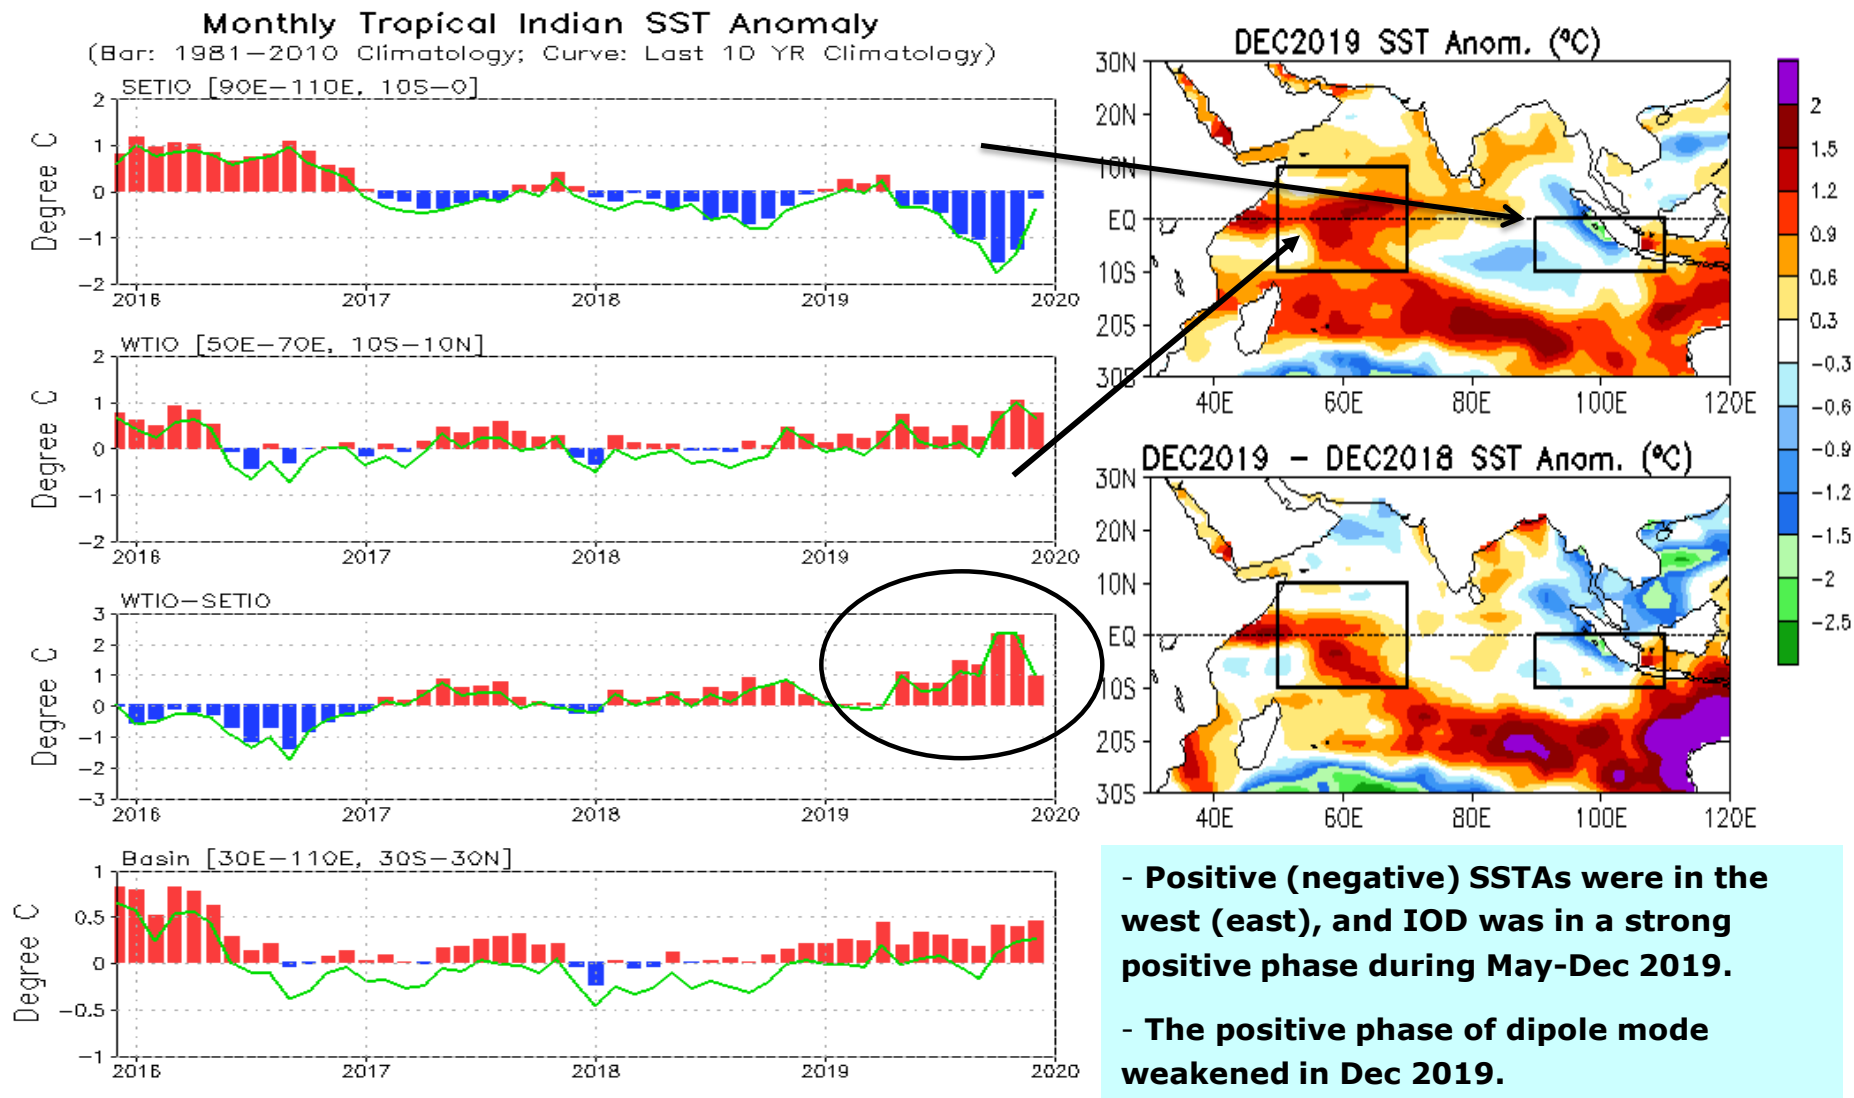 Monthly Tropical Indian SST Anomaly
(Bar: 1981-2010 Climatology; Curve: Last 10 YR Climatology)
SETIO [90E-110E, 10S-0]
Degree C
2
1
0
-1
-2
2016 2017 2018 2019 2020
WTIO [50E-70E, 10S-10N]
Degree C
2
1
0
-1
-2
2016 2017 2018 2019 2020
WTIO-SETIO
Degree C
3
2
1
0
-1
-2
-3
2016 2017 2018 2019 2020
Basin [30E-110E, 30S-30N]
Degree C
1
0.5
0
-0.5
-1
2016 2017 2018 2019 2020
DEC2019 SST Anom. (ºC)
30N
20N
10N
EQ
10S
20S
30S
40E 60E 80E 100E 120E
DEC2019 - DEC2018 SST Anom. (ºC)
30N
20N
10N
EQ
10S
20S
30S
40E 60E 80E 100E 120E
2
1.5
1.2
0.9
0.6
0.3
-0.3
-0.6
-0.9
-1.2
-1.5
-2
-2.5
- Positive (negative) SSTAs were in the
west (east), and IOD was in a strong
positive phase during May-Dec 2019.
- The positive phase of dipole mode
weakened in Dec 2019.